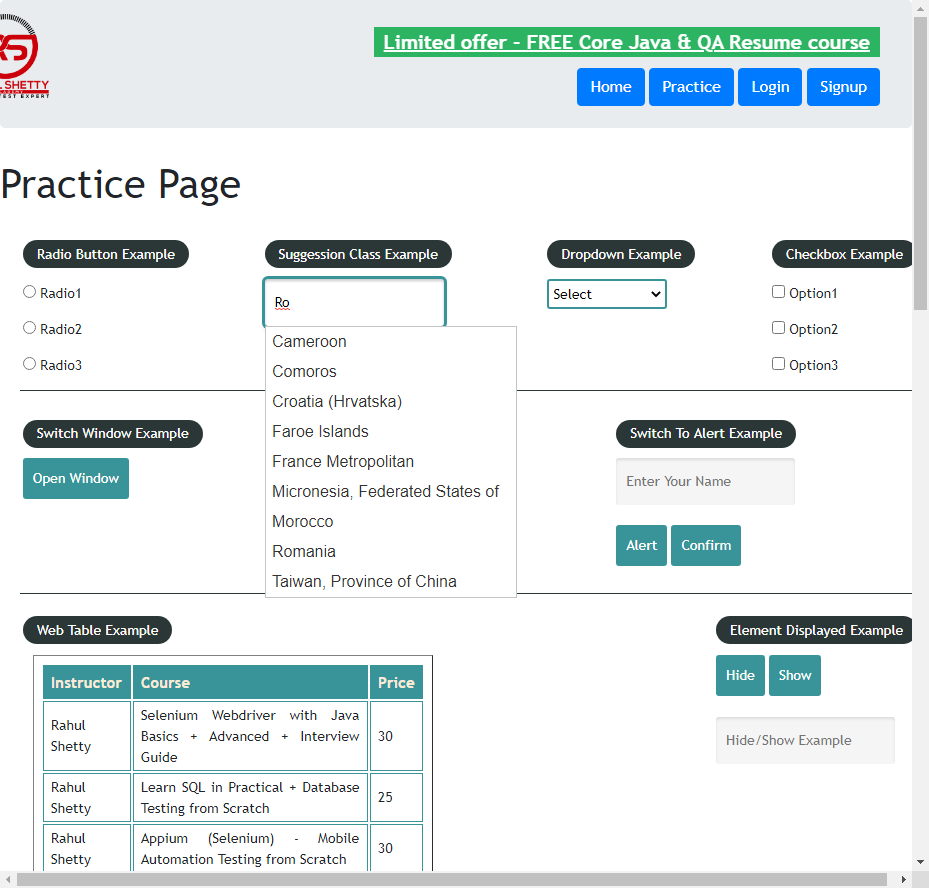 Limited offer - FREE Core Java & QA Resume course
SHETTY
Home Practice Login Signup
Practice Page
Radio Button Example
Radio1
Radio2
Radio3
Suggession Class Example
Ro
Cameroon
Comoros
Croatia (Hrvatska)
Faroe Islands
France Metropolitan
Micronesia, Federated States of
Morocco
Romania
Taiwan, Province of China
Dropdown Example
Select
Checkbox Example
Option1
Option2
Option3
Switch Window Example
Open Window
Switch To Alert Example
Enter Your Name
Alert Confirm
Web Table Example
Instructor Course Price
Rahul Shetty
Selenium Webdriver with Java
Basics + Advanced + Interview
Guide
30
Rahul Shetty
Learn SQL in Practical + Database
Testing from Scratch
25
Rahul Shetty
Appium (Selenium) - Mobile
Automation Testing from Scratch
30
Element Displayed Example
Hide Show
Hide/Show Example